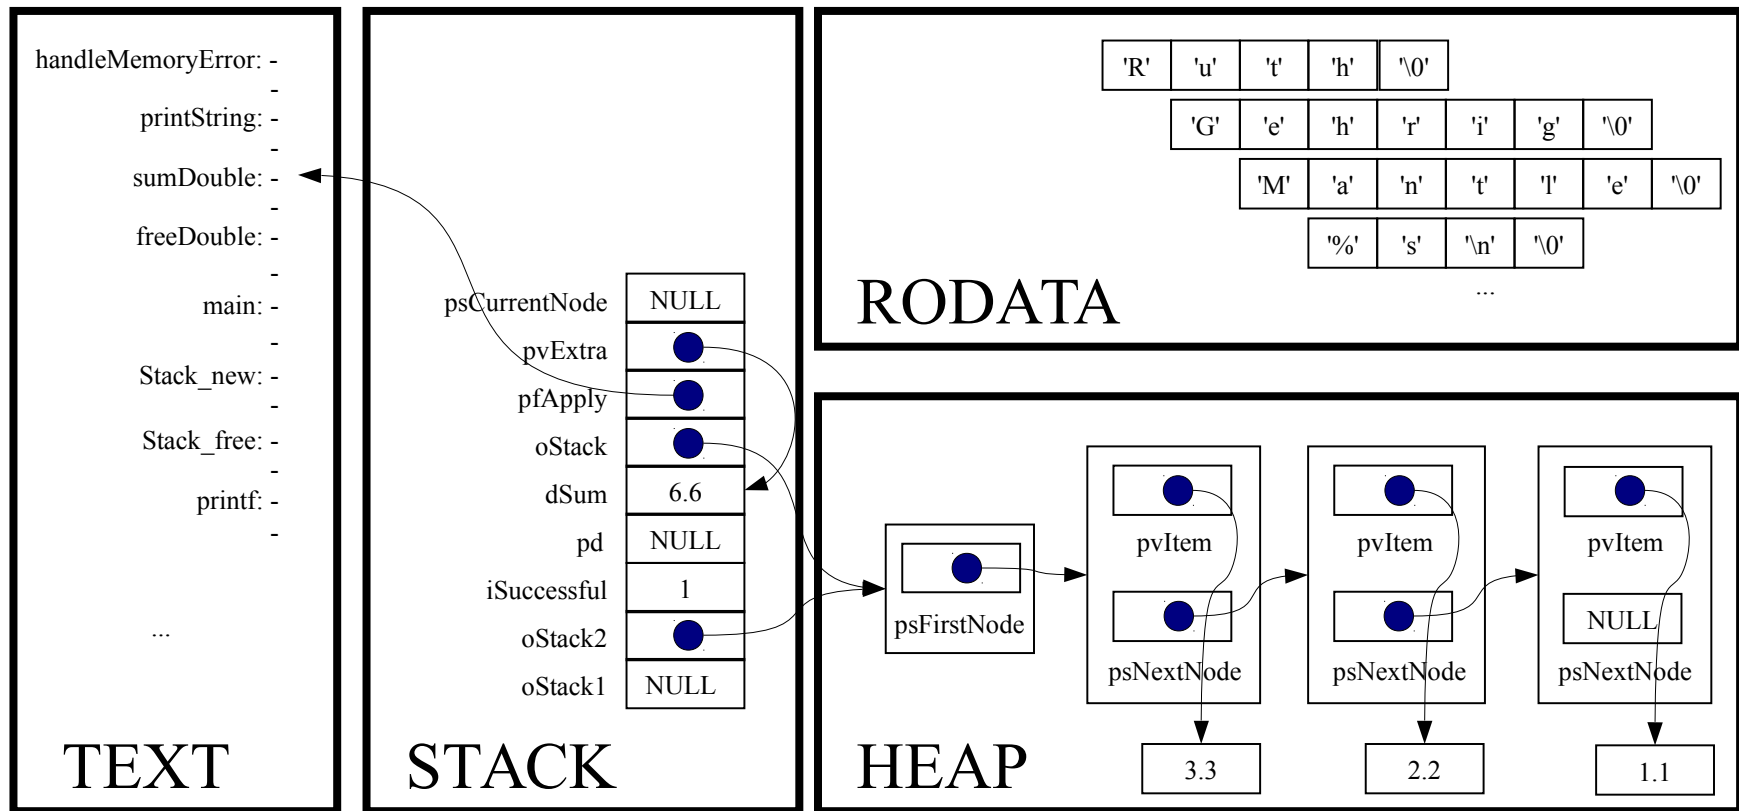 handleMemoryError: -
-
printString: -
-
sumDouble: -
-
freeDouble: -
-
main: -
-
Stack_new: -
-
Stack_free: -
-
printf: -
-
...
TEXT
psCurrentNode NULL
pvExtra
pfApply
oStack
dSum 6.6
pd NULL
iSuccessful 1
oStack2
oStack1 NULL
STACK
'R' 'u' 't' 'h' '\0'
'G' 'e' 'h' 'r' 'i' 'g' '\0'
'M' 'a' 'n' 't' 'l' 'e' '\0'
'%' 's' '\n' '\0'
...
RODATA
psFirstNode
pvItem
psNextNode
3.3
pvItem
psNextNode
2.2
pvItem
NULL
psNextNode
1.1
HEAP